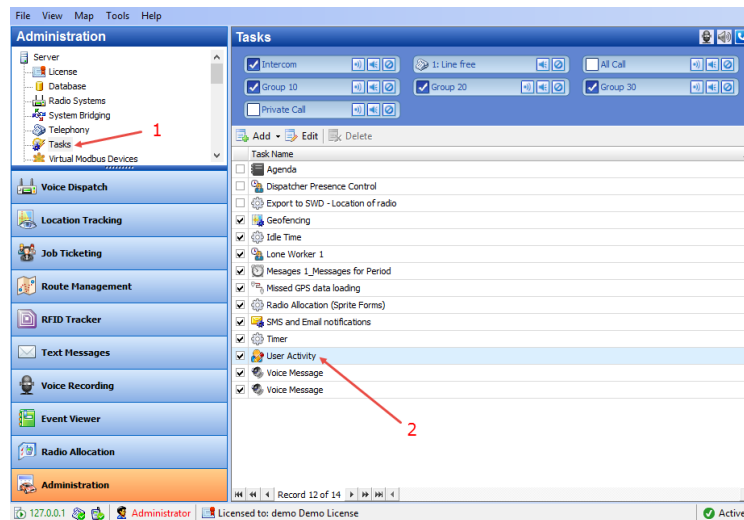 File View Map Tools Help
Administration
Server
License
Database
Radio Systems
System Bridging
Telephony
Tasks
Virtual Modbus Devices
1
Voice Dispatch
Location Tracking
Job Ticketing
Route Management
RFID Tracker
Text Messages
Voice Recording
Event Viewer
Radio Allocation
Administration
Tasks
Intercom
1: Line free
All Call
Group 10
Group 20
Group 30
Private Call
Add Edit Delete
Task Name
Agenda
Dispatcher Presence Control
Export to SWD - Location of radio
Geofencing
Idle Time
Lone Worker 1
Mesages 1_Messages for Period
Missed GPS data loading
Radio Allocation (Sprite Forms)
SMS and Email notifications
Timer
User Activity
Voice Message
Voice Message
2
Record 12 of 14
127.0.0.1 Administrator Licensed to: demo Demo License Active